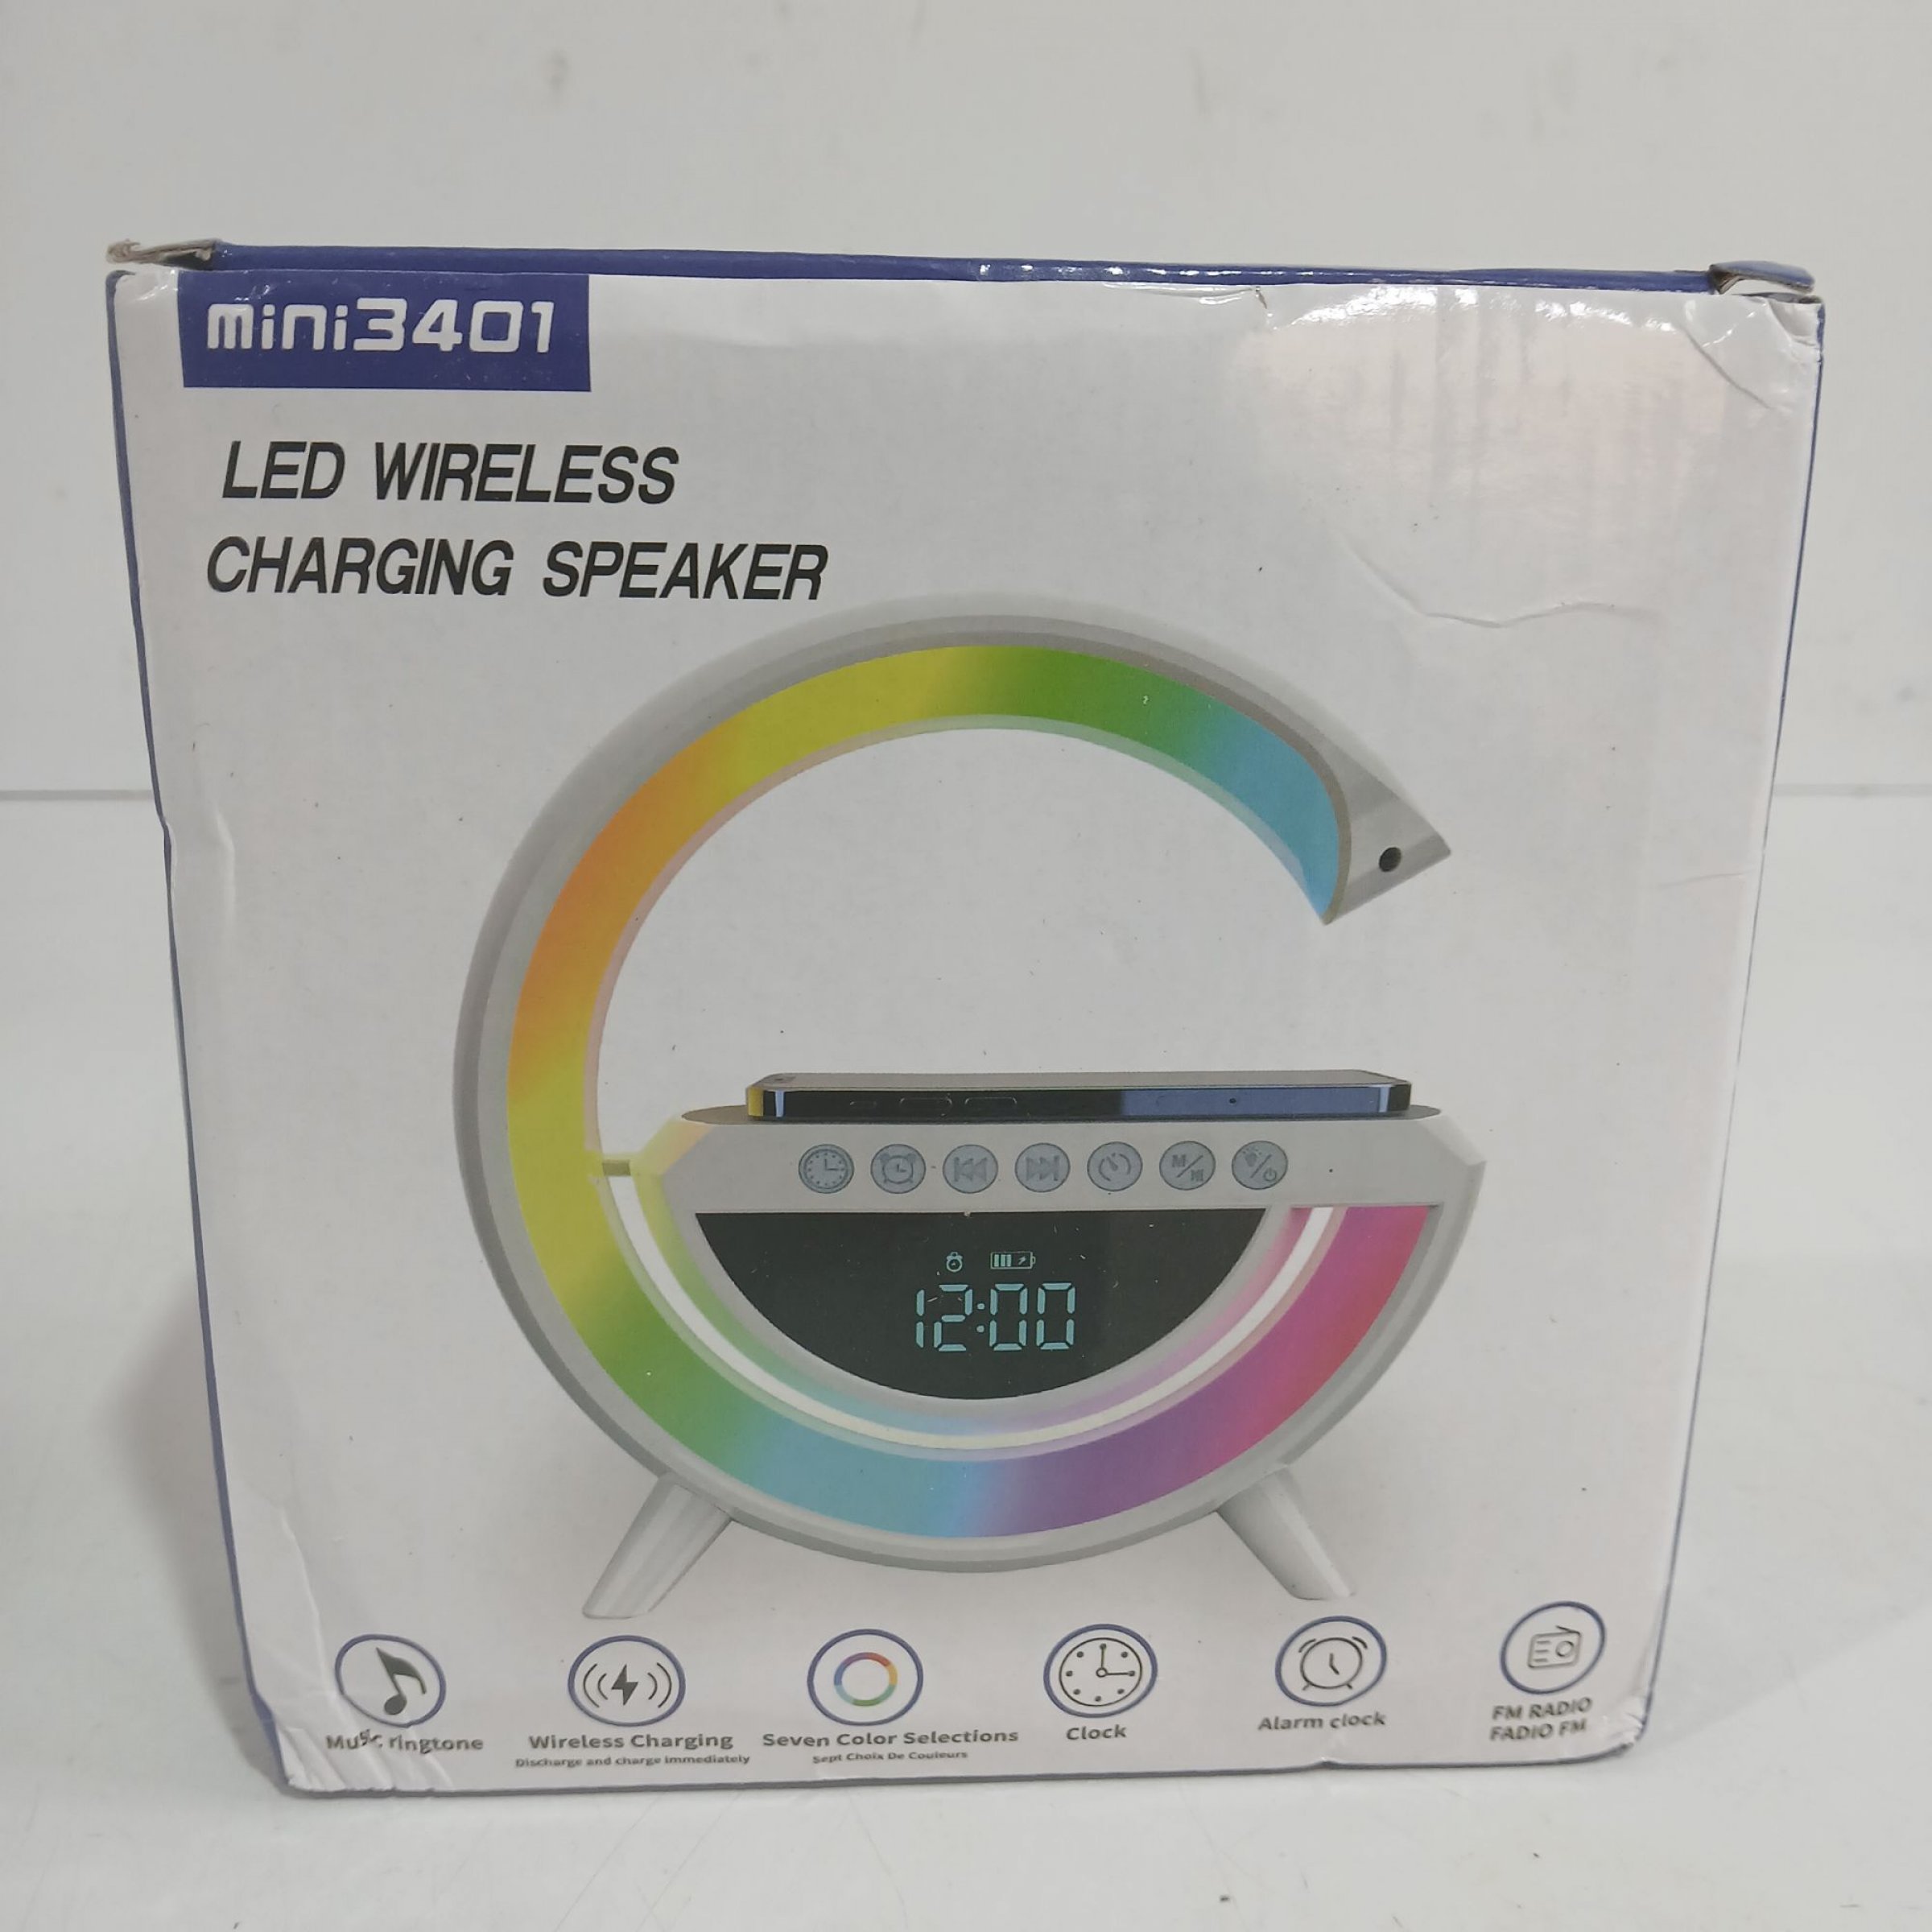 mini3401
LED WIRELESS
CHARGING SPEAKER
M/
12:00
Music ringtone
Wireless Charging
Discharge and charge immediately
Seven Color Selections
Sept Choix De Couleurs
Clock
Alarm clock
FM RADIO
FADIO FM